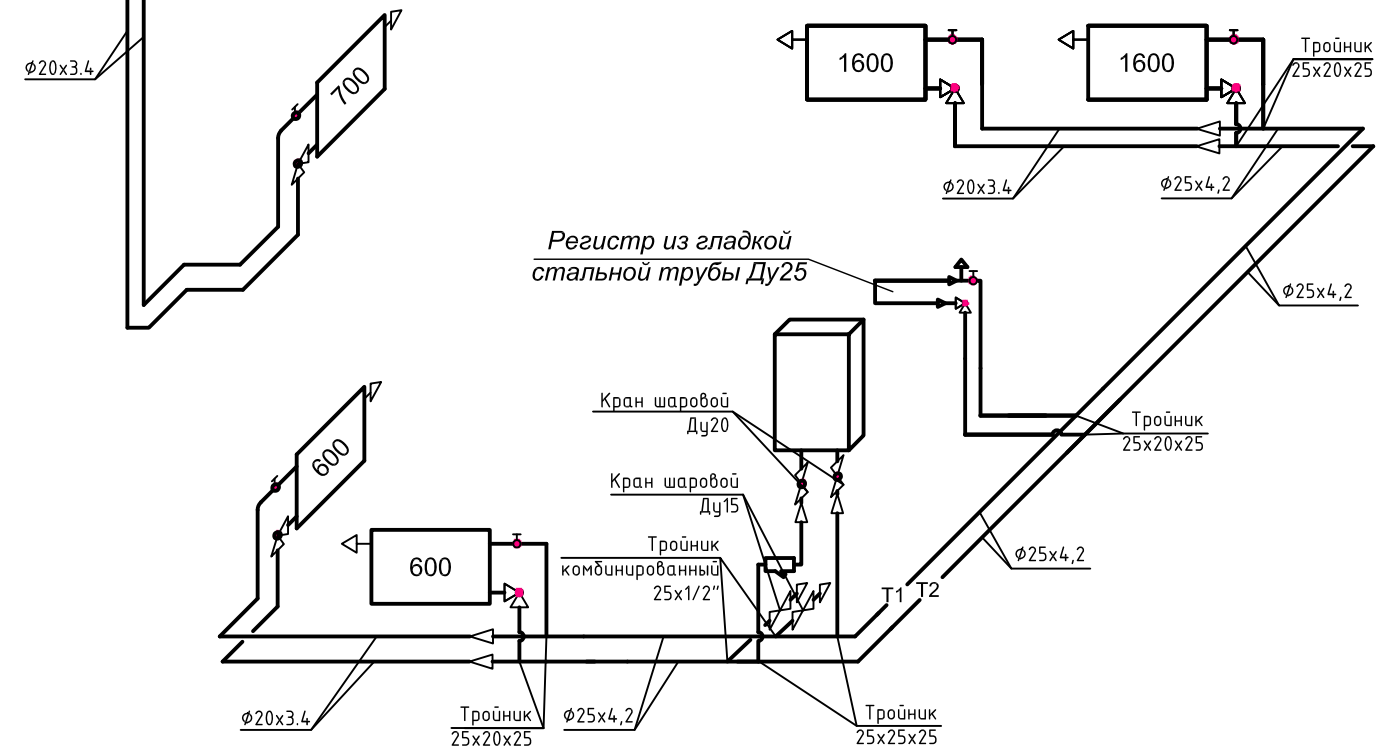 1600
1600
Тройник
25х20х25
Ф20х3.4
700
Ф20х3.4
Ф25х4,2
Регистр из гладкой
стальной трубы Ду25
Ф25х4,2
Кран шаровой
Ду20
Тройник
25х20х25
600
Кран шаровой
Ду15
Тройник
комбинированный
25х1/2"
Ф25х4,2
600
Т1 Т2
Ф20х3.4
Тройник
25х20х25
Ф25х4,2
Тройник
25х25х25